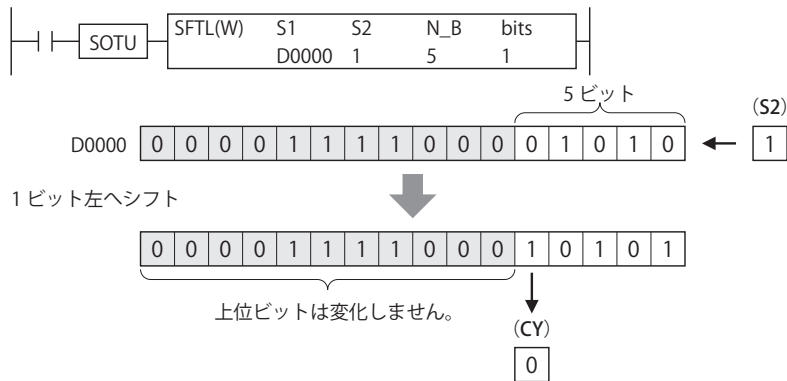 SOTU SFTL(W) S1 S2 N_B bits
D0000 1 5 1
5 ビット
(S2)
D0000 0 0 0 0 1 1 1 1 0 0 0 0 1 0 1 0 1
1 ビット左へシフト
0 0 0 0 1 1 1 1 0 0 0 1 0 1 0 1
上位ビットは変化しません。
(CY)
0